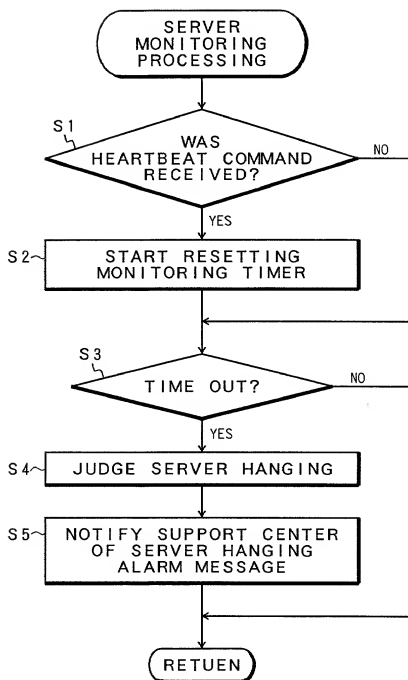 SERVER
MONITORING
PROCESSING
S1
WAS
HEARTBEAT COMMAND
RECEIVED?
NO
YES
S2
START RESETTING
MONITORING TIMER
S3
TIME OUT?
NO
YES
S4
JUDGE SERVER HANGING
S5
NOTIFY SUPPORT CENTER
OF SERVER HANGING
ALARM MESSAGE
RETUEN